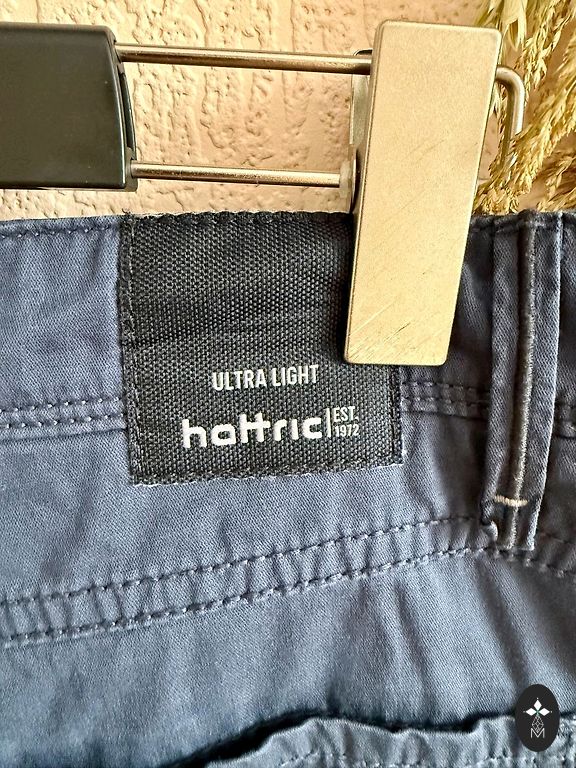 ULTRA LIGHT
hattric EST.
1972
M